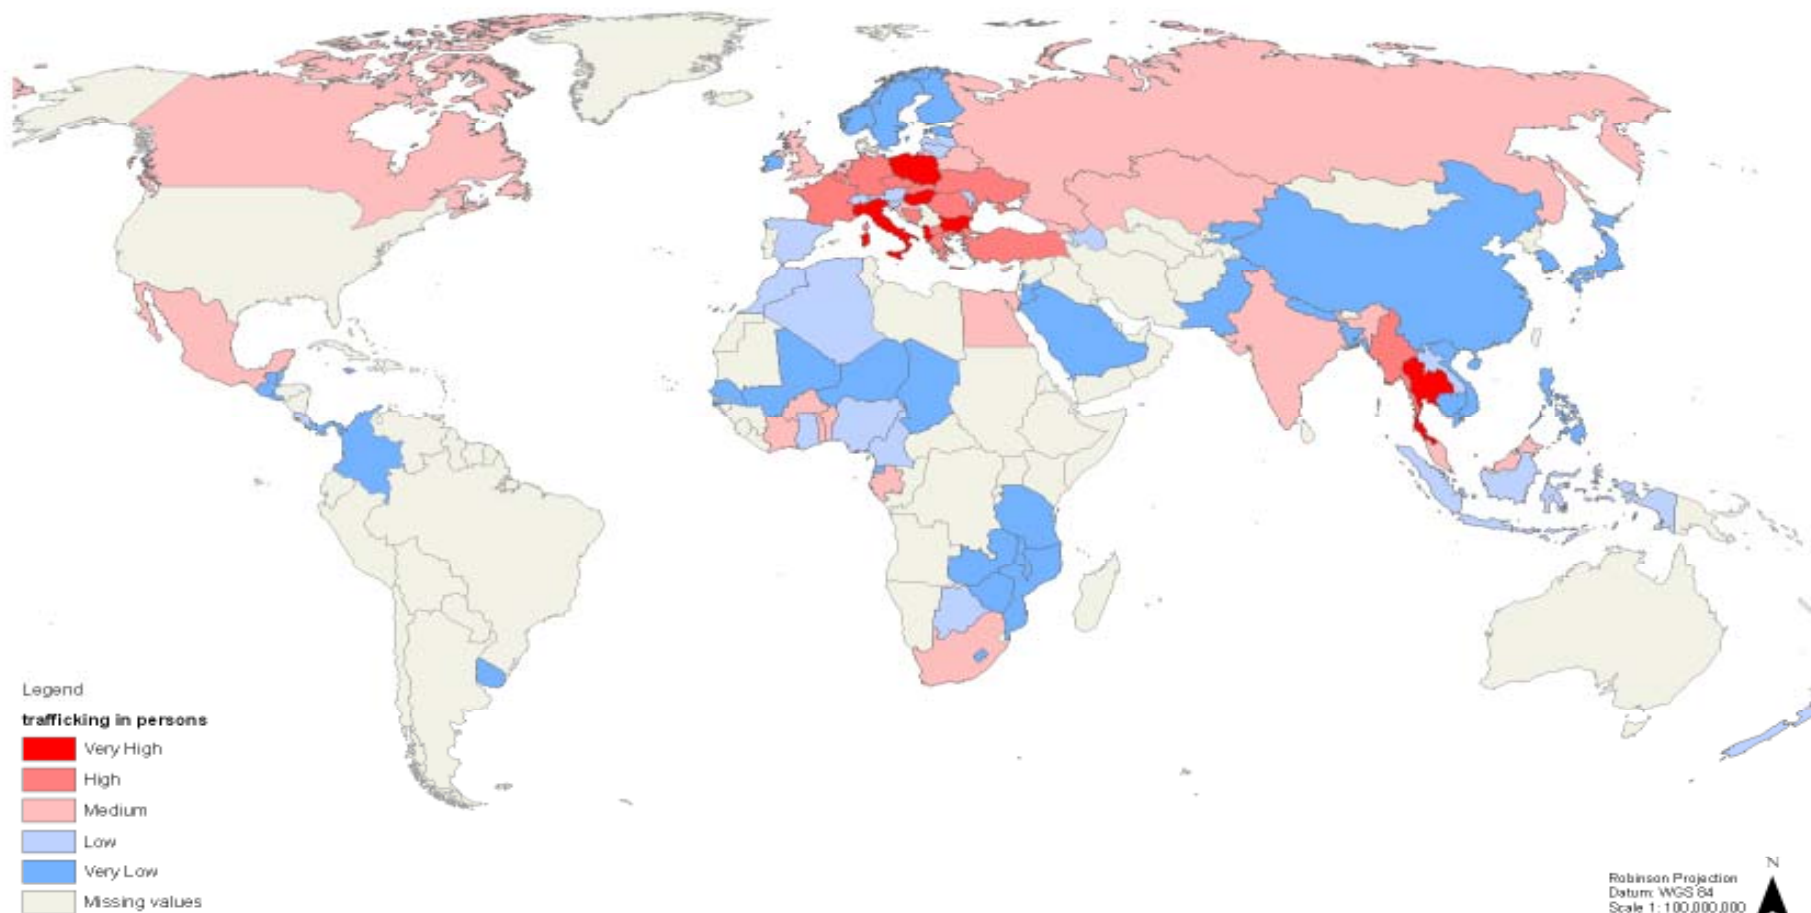 Legend
trafficking in persons
Very High
High
Medium
Low
Very Low
Missing values
N
Robinson Projection
Datum: WGS 84
Scale 1: 100,000,000